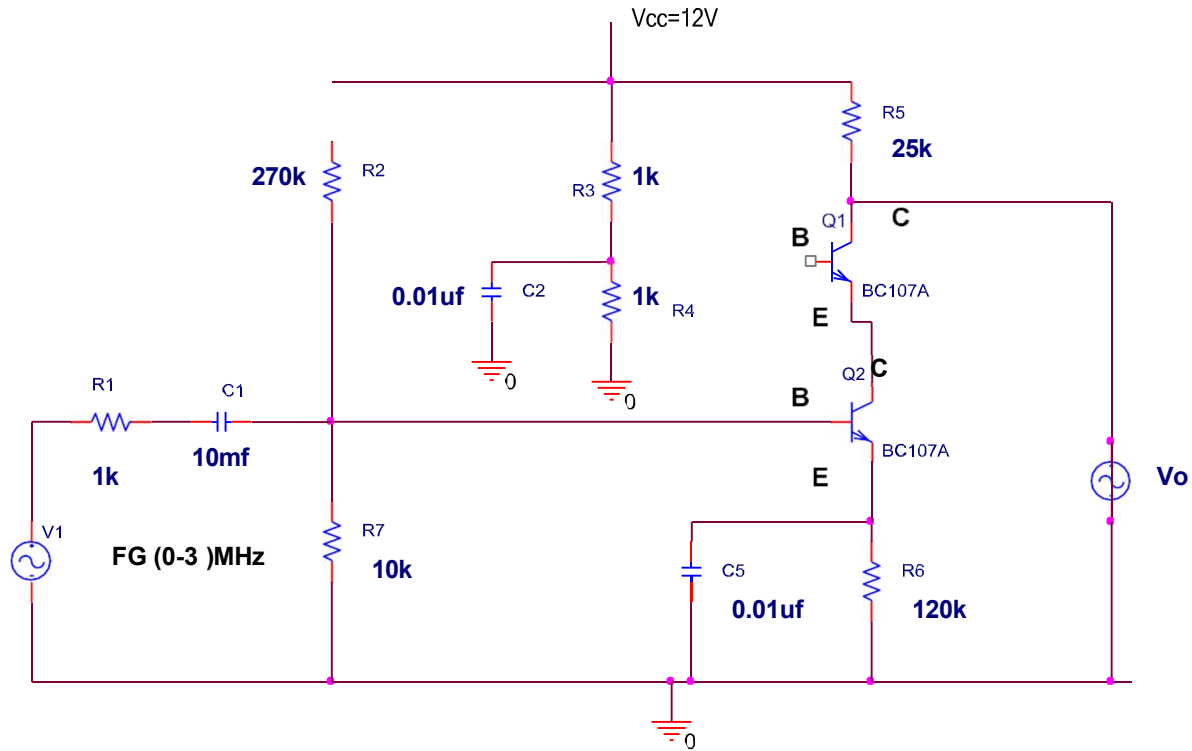 Vcc=12V
R5
25k
R2
270k
R3
1k
Q1
C
B
BC107A
E
C2
0.01uf
1k
R4
0
0
R1
C1
10mf
1k
C
Q2
B
BC107A
E
Vo
V1
FG (0-3 )MHz
R7
10k
C5
0.01uf
R6
120k
0